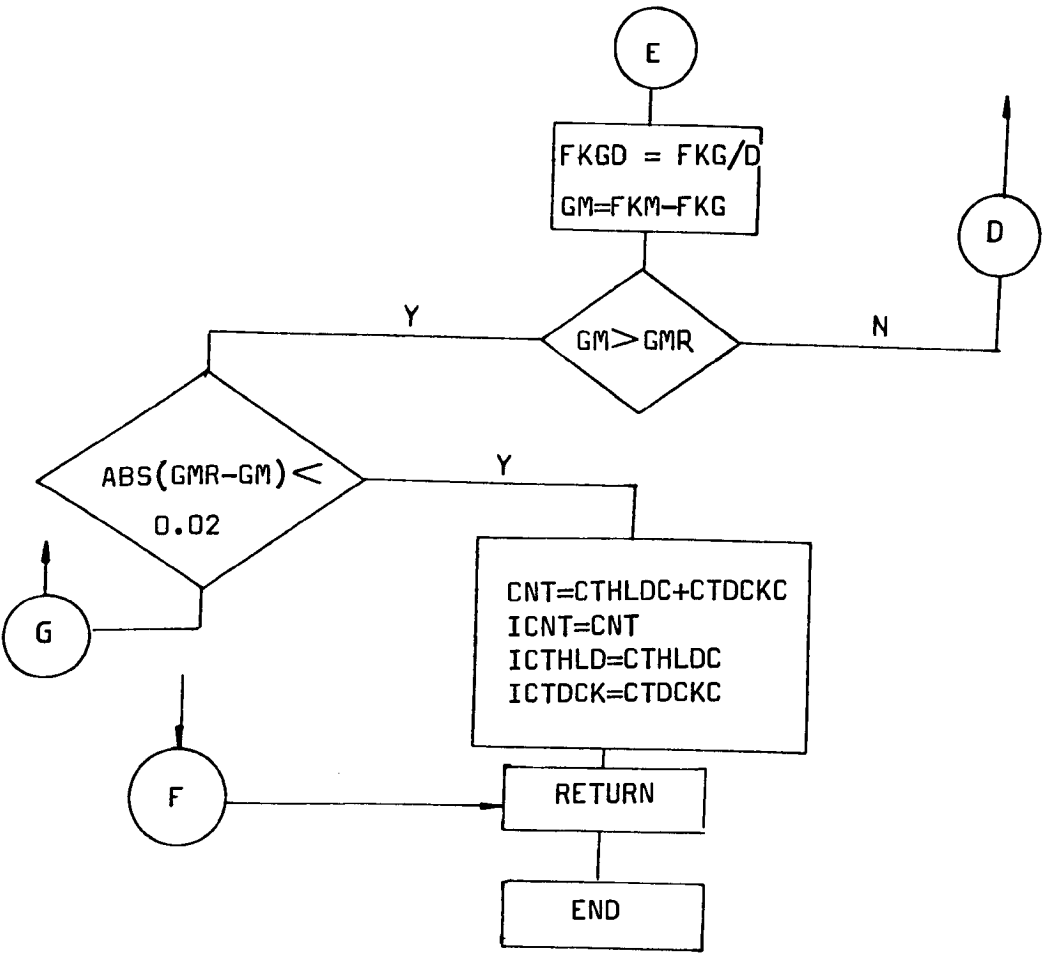 E
FKGD = FKG/D
GM=FKM-FKG
D
Y
GM>GMR
N
ABS(GMR-GM)<
0.02
Y
G
CNT=CTHLDC+CTDCKC
ICNT=CNT
ICTHLD=CTHLDC
ICTDCK=CTDCKC
F
RETURN
END